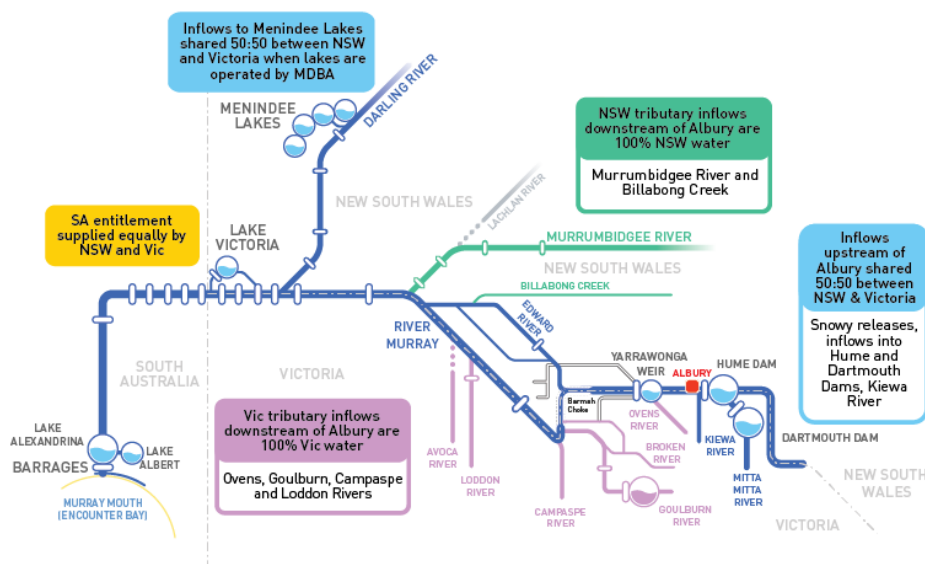 Inflows to Menindee Lakes
shared 50:50 between NSW
and Victoria when lakes are
operated by MDBA
MENINDEE
LAKES
DARLING RIVER
NSW tributary inflows
downstream of Albury are
100% NSW water
Murrumbidgee River and
Billabong Creek
NEW SOUTH WALES
LACHLAN RIVER
SA entitlement
supplied equally by
NSW and Vic
LAKE
VICTORIA
MURRUMBIDGEE RIVER
NEW SOUTH WALES
BILLABONG CREEK
Inflows
upstream of
Albury shared
50:50 between
NSW & Victoria
Snowy releases,
inflows into
Hume and
Dartmouth
Dams, Kiewa
River
EDWARD
RIVER
RIVER
MURRAY
YARRAWONGA
WEIR
ALBURY
HUME DAM
SOUTH
AUSTRALIA
VICTORIA
Barmah
Choke
OVENS
RIVER
Vic tributary inflows
downstream of Albury are
100% Vic water
Ovens, Goulburn, Campaspe
and Loddon Rivers
AVOCA
RIVER
LODDON
RIVER
BROKEN
RIVER
KIEWA
RIVER
DARTMOUTH DAM
LAKE
ALEXANDRINA
LAKE
ALBERT
BARRAGES
MITTA
MITTA
RIVER
NEW SOUTH
WALES
MURRAY MOUTH
(ENCOUNTER BAY)
CAMPASPE
RIVER
GOULBURN
RIVER
VICTORIA